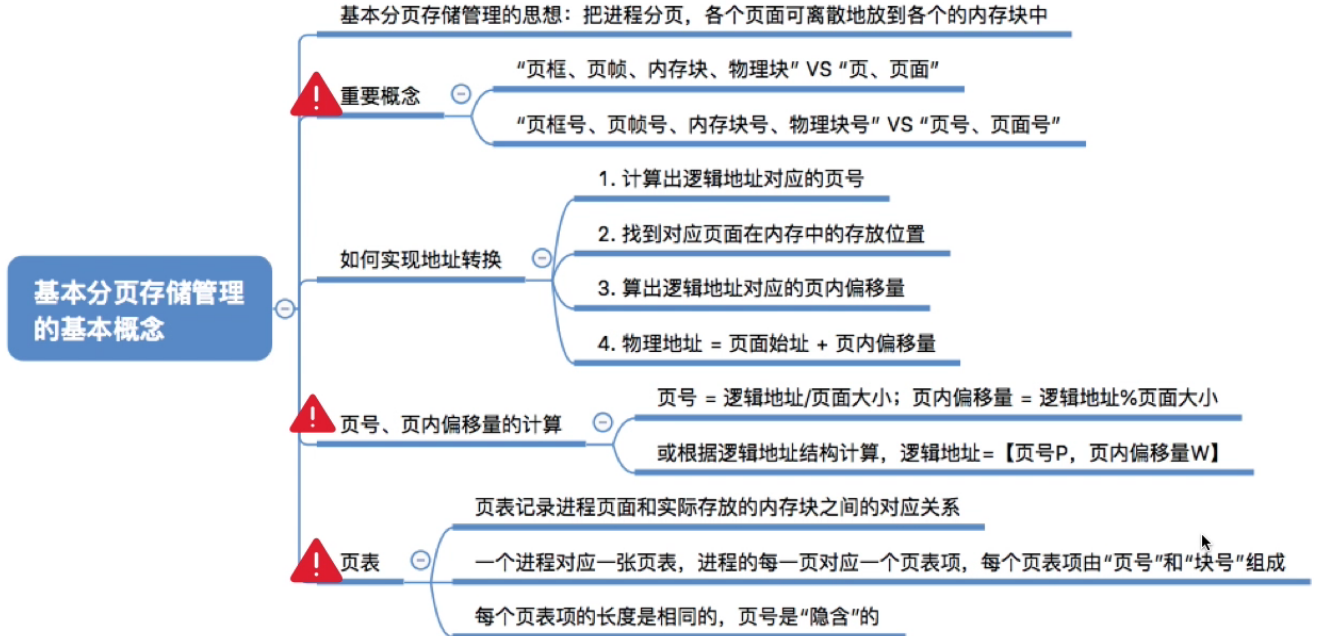 基本分页存储管理的思想：把进程分页，各个页面可离散地放到各个的内存块中
重要概念
“页框、页帧、内存块、物理块” VS “页、页面”
“页框号、页帧号、内存块号、物理块号” VS “页号、页面号”
如何实现地址转换
1. 计算出逻辑地址对应的页号
2. 找到对应页面在内存中的存放位置
3. 算出逻辑地址对应的页内偏移量
4. 物理地址 = 页面始址 + 页内偏移量
基本分页存储管理
的基本概念
页号、页内偏移量的计算
页号 = 逻辑地址/页面大小；页内偏移量 = 逻辑地址%页面大小
或根据逻辑地址结构计算，逻辑地址=【页号P，页内偏移量W】
页表
页表记录进程页面和实际存放的内存块之间的对应关系
一个进程对应一张页表，进程的每一页对应一个页表项，每个页表项由“页号”和“块号”组成
每个页表项的长度是相同的，页号是“隐含”的